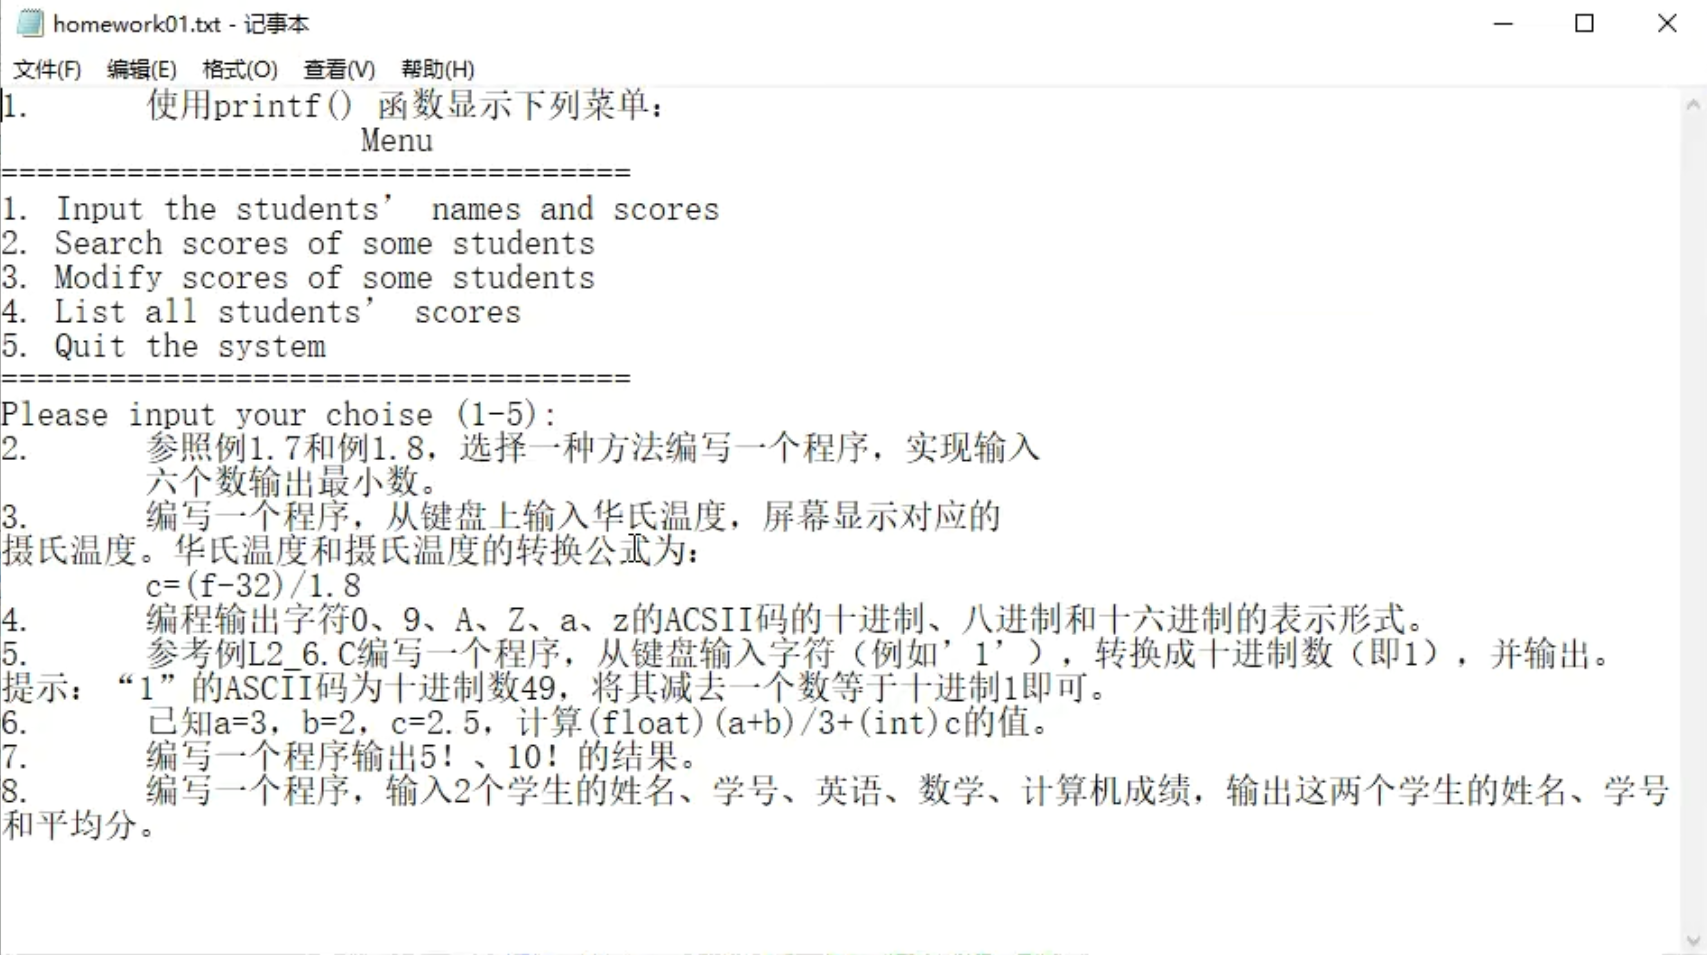 homework01.txt - 记事本
文件(F) 编辑(E) 格式(O) 查看(V) 帮助(H)
1. 使用printf() 函数显示下列菜单：
Menu
===================================
1. Input the students’ names and scores
2. Search scores of some students
3. Modify scores of some students
4. List all students’ scores
5. Quit the system
===================================
Please input your choise (1-5):
2. 参照例1.7和例1.8，选择一种方法编写一个程序，实现输入
六个数输出最小数。
3. 编写一个程序，从键盘上输入华氏温度，屏幕显示对应的
摄氏温度。华氏温度和摄氏温度的转换公式为：
c=(f-32)/1.8
4. 编程输出字符0、9、A、Z、a、z的ACSII码的十进制、八进制和十六进制的表示形式。
5. 参考例L2_6.C编写一个程序，从键盘输入字符（例如’1’），转换成十进制数（即1），并输出。
提示：“1”的ASCII码为十进制数49，将其减去一个数等于十进制1即可。
6. 已知a=3，b=2，c=2.5，计算(float)(a+b)/3+(int)c的值。
7. 编写一个程序输出5！、10！的结果。
8. 编写一个程序，输入2个学生的姓名、学号、英语、数学、计算机成绩，输出这两个学生的姓名、学号
和平均分。